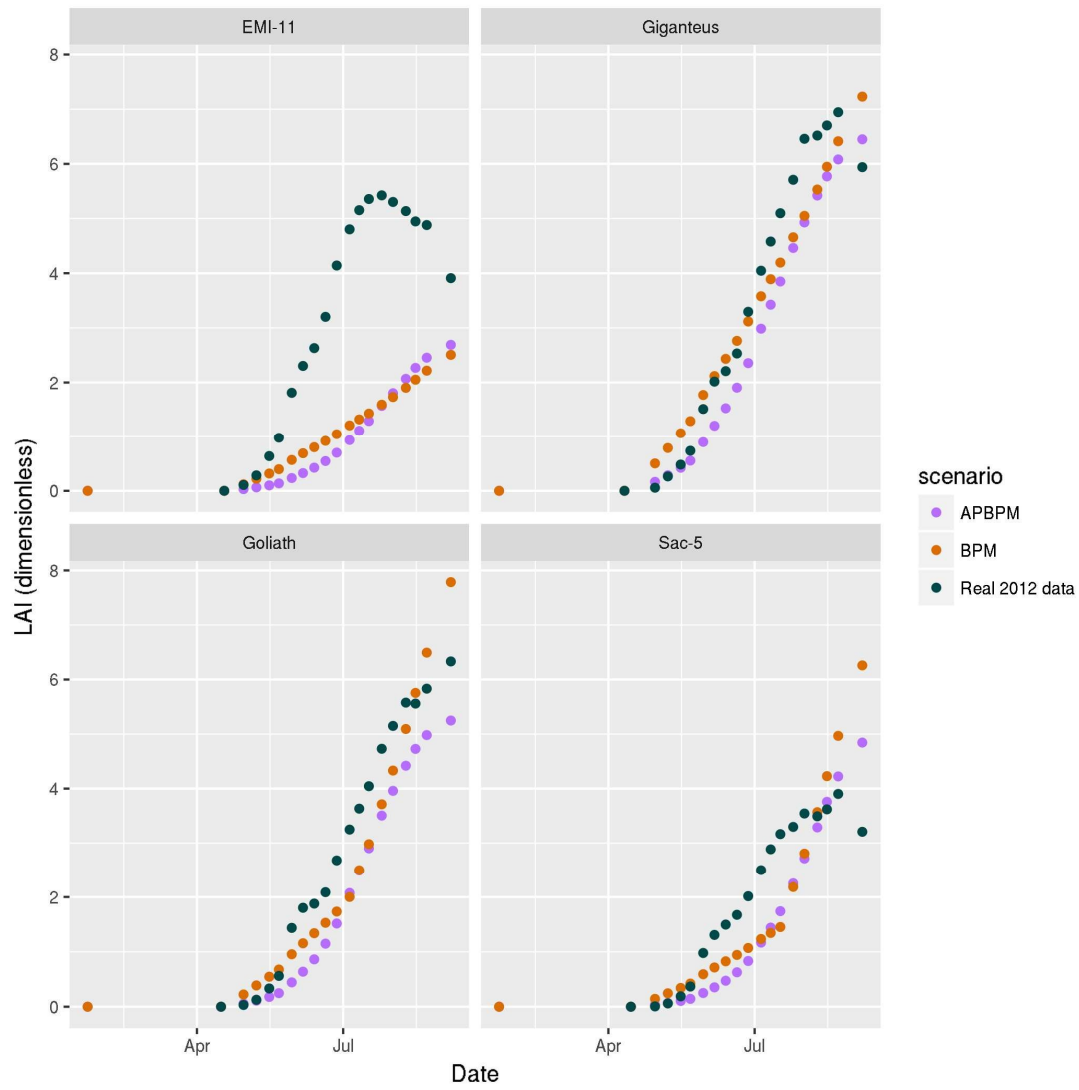 EMI-11
Giganteus
8
6
4
2
0
Goliath
Sac-5
8
6
4
2
0
Apr
Jul
Apr
Jul
Date
LAI (dimensionless)
scenario
APBPM
BPM
Real 2012 data